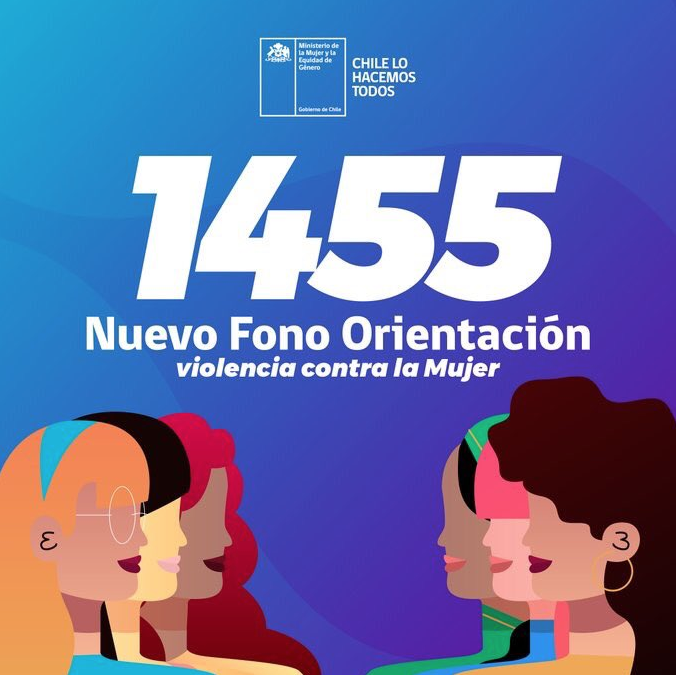 Ministerio de
la Mujer y la
Equidad de
Género
Gobierno de Chile
CHILE LO
HACEMOS
TODOS
1455
Nuevo Fono Orientación
violencia contra la Mujer